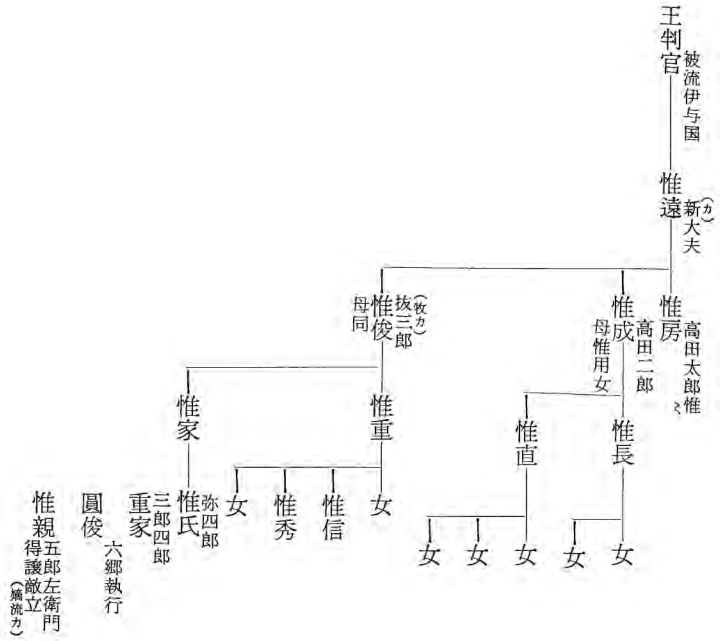 王判官
被流伊与国
惟遠
(カ)
新大夫
惟房
高田太郎惟〻
惟成
高田二郎
母惟用女
惟俊
(牧カ)
抜三郎
母同
惟長
惟直
惟重
惟家
女
女
女
女
女
女
惟信
惟秀
女
惟氏
弥四郎
重家
三郎四郎
圓俊
六郷執行
惟親
五郎左衛門
得譲敵立
(嫡流カ)